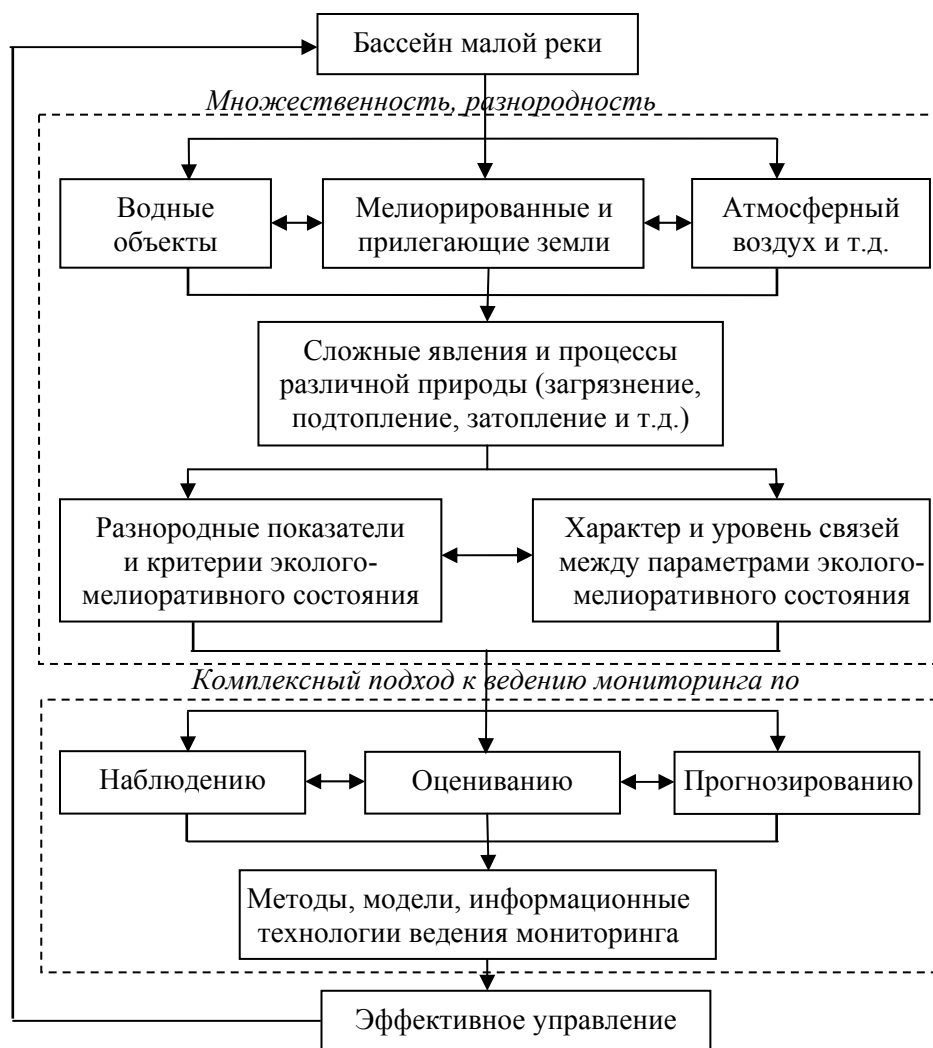 Бассейн малой реки
Множественность, разнородность
Водные
объекты
Мелиорированные и
прилегающие земли
Атмосферный
воздух и т.д.
Сложные явления и процессы
различной природы (загрязнение,
подтопление, затопление и т.д.)
Разнородные показатели
и критерии эколого-
мелиоративного состояния
Характер и уровень связей
между параметрами эколого-
мелиоративного состояния
Комплексный подход к ведению мониторинга по
Наблюдению
Оцениванию
Прогнозированию
Методы, модели, информационные
технологии ведения мониторинга
Эффективное управление